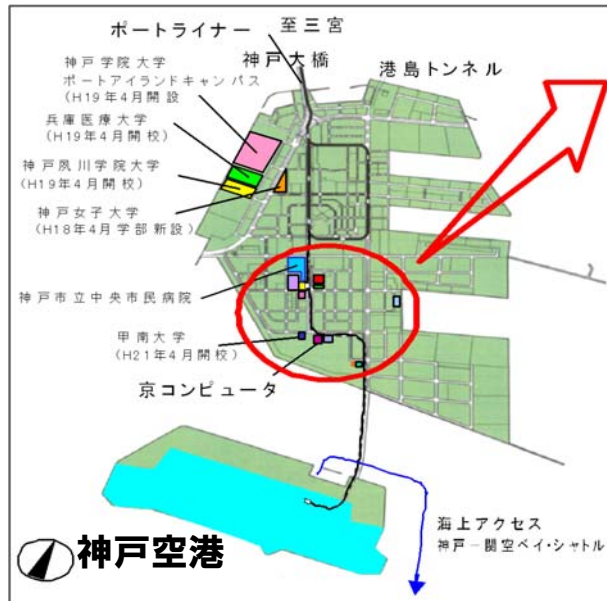 ポートライナー
至三宮
神戸大橋
港島トンネル
神戸学院大学
ポートアイランドキャンパス
(H19年4月開設
兵庫医療大学
(H19年4月開校)
神戸夙川学院大学
(H19年4月開校)
神戸女子大学
(H18年4月学部新設)
神戸市立中央市民病院
甲南大学
(H21年4月開校)
京コンピュータ
海上アクセス
神戸－関空ベイ・シャトル
神戸空港